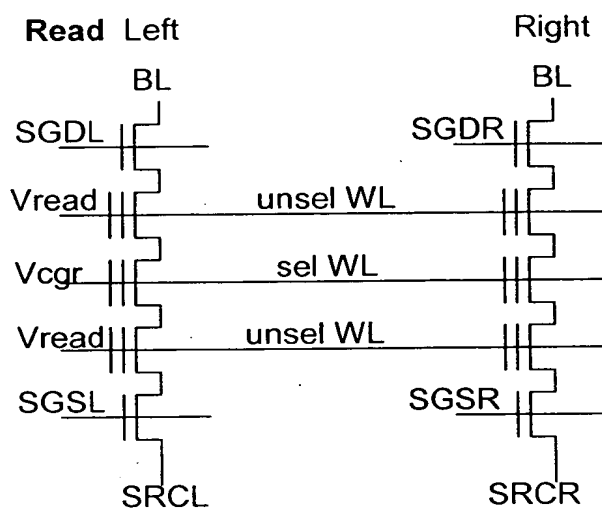 Read Left Right
BL BL
SGDL SGDR
Vread unsel WL
Vcgr sel WL
Vread unsel WL
SGSL SGSR
SRCL SRCR